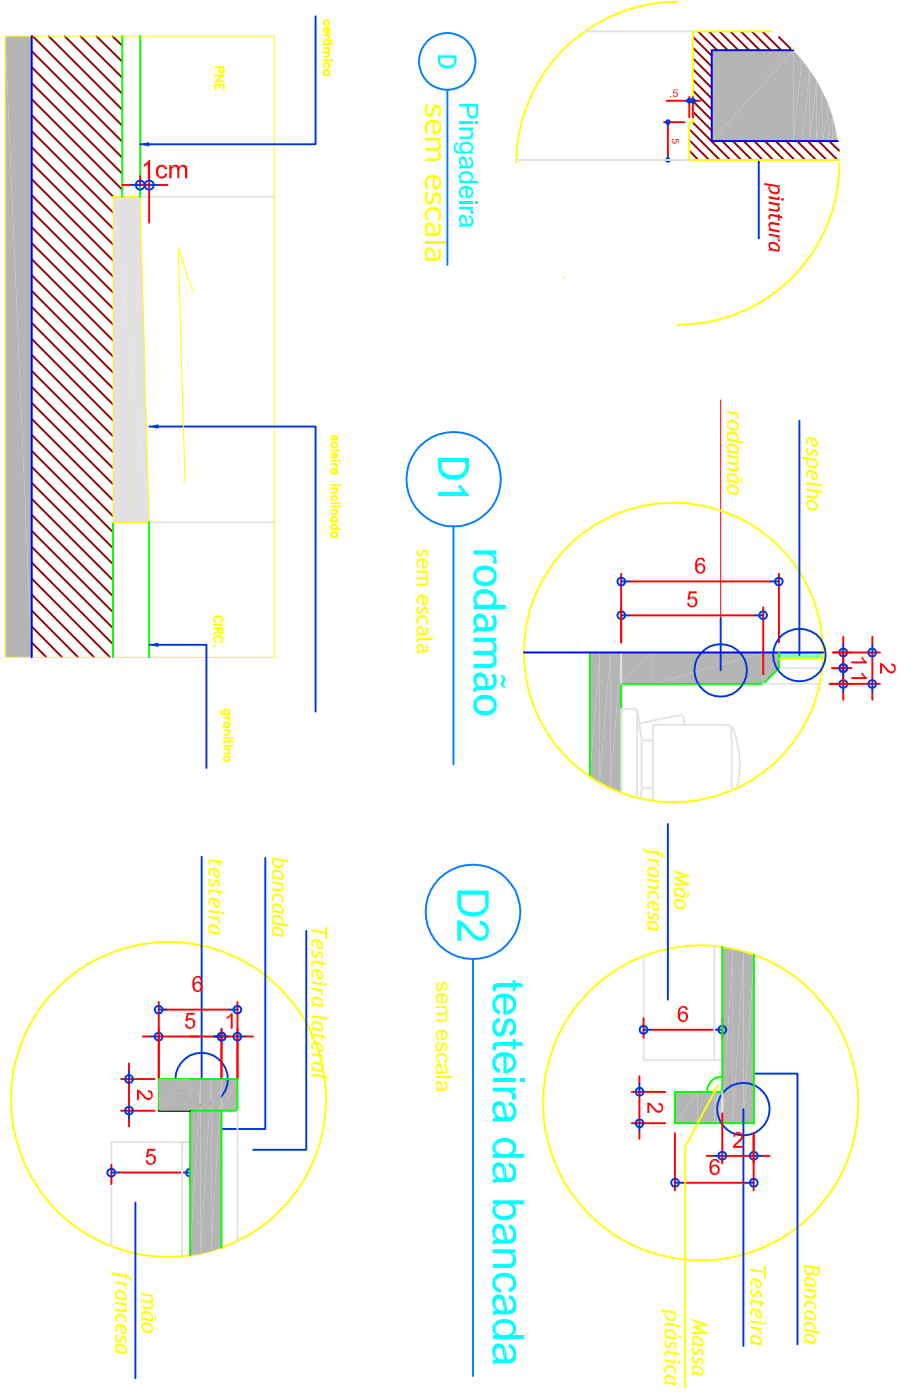 cerâmica
PNE
1cm
soleira inclinada
CIRC.
granitina
D
Pingadeira
sem escala
.5
5
pintura
D1
rodamão
sem escala
rodamão
espelho
6
5
1
1
2
D2
testeira da bancada
sem escala
testeira
bancada
Testeira lateral
6
5
1
2
5
mão
francesa
Mão
francesa
6
2
2
6
Bancada
Testeira
Massa
plástica